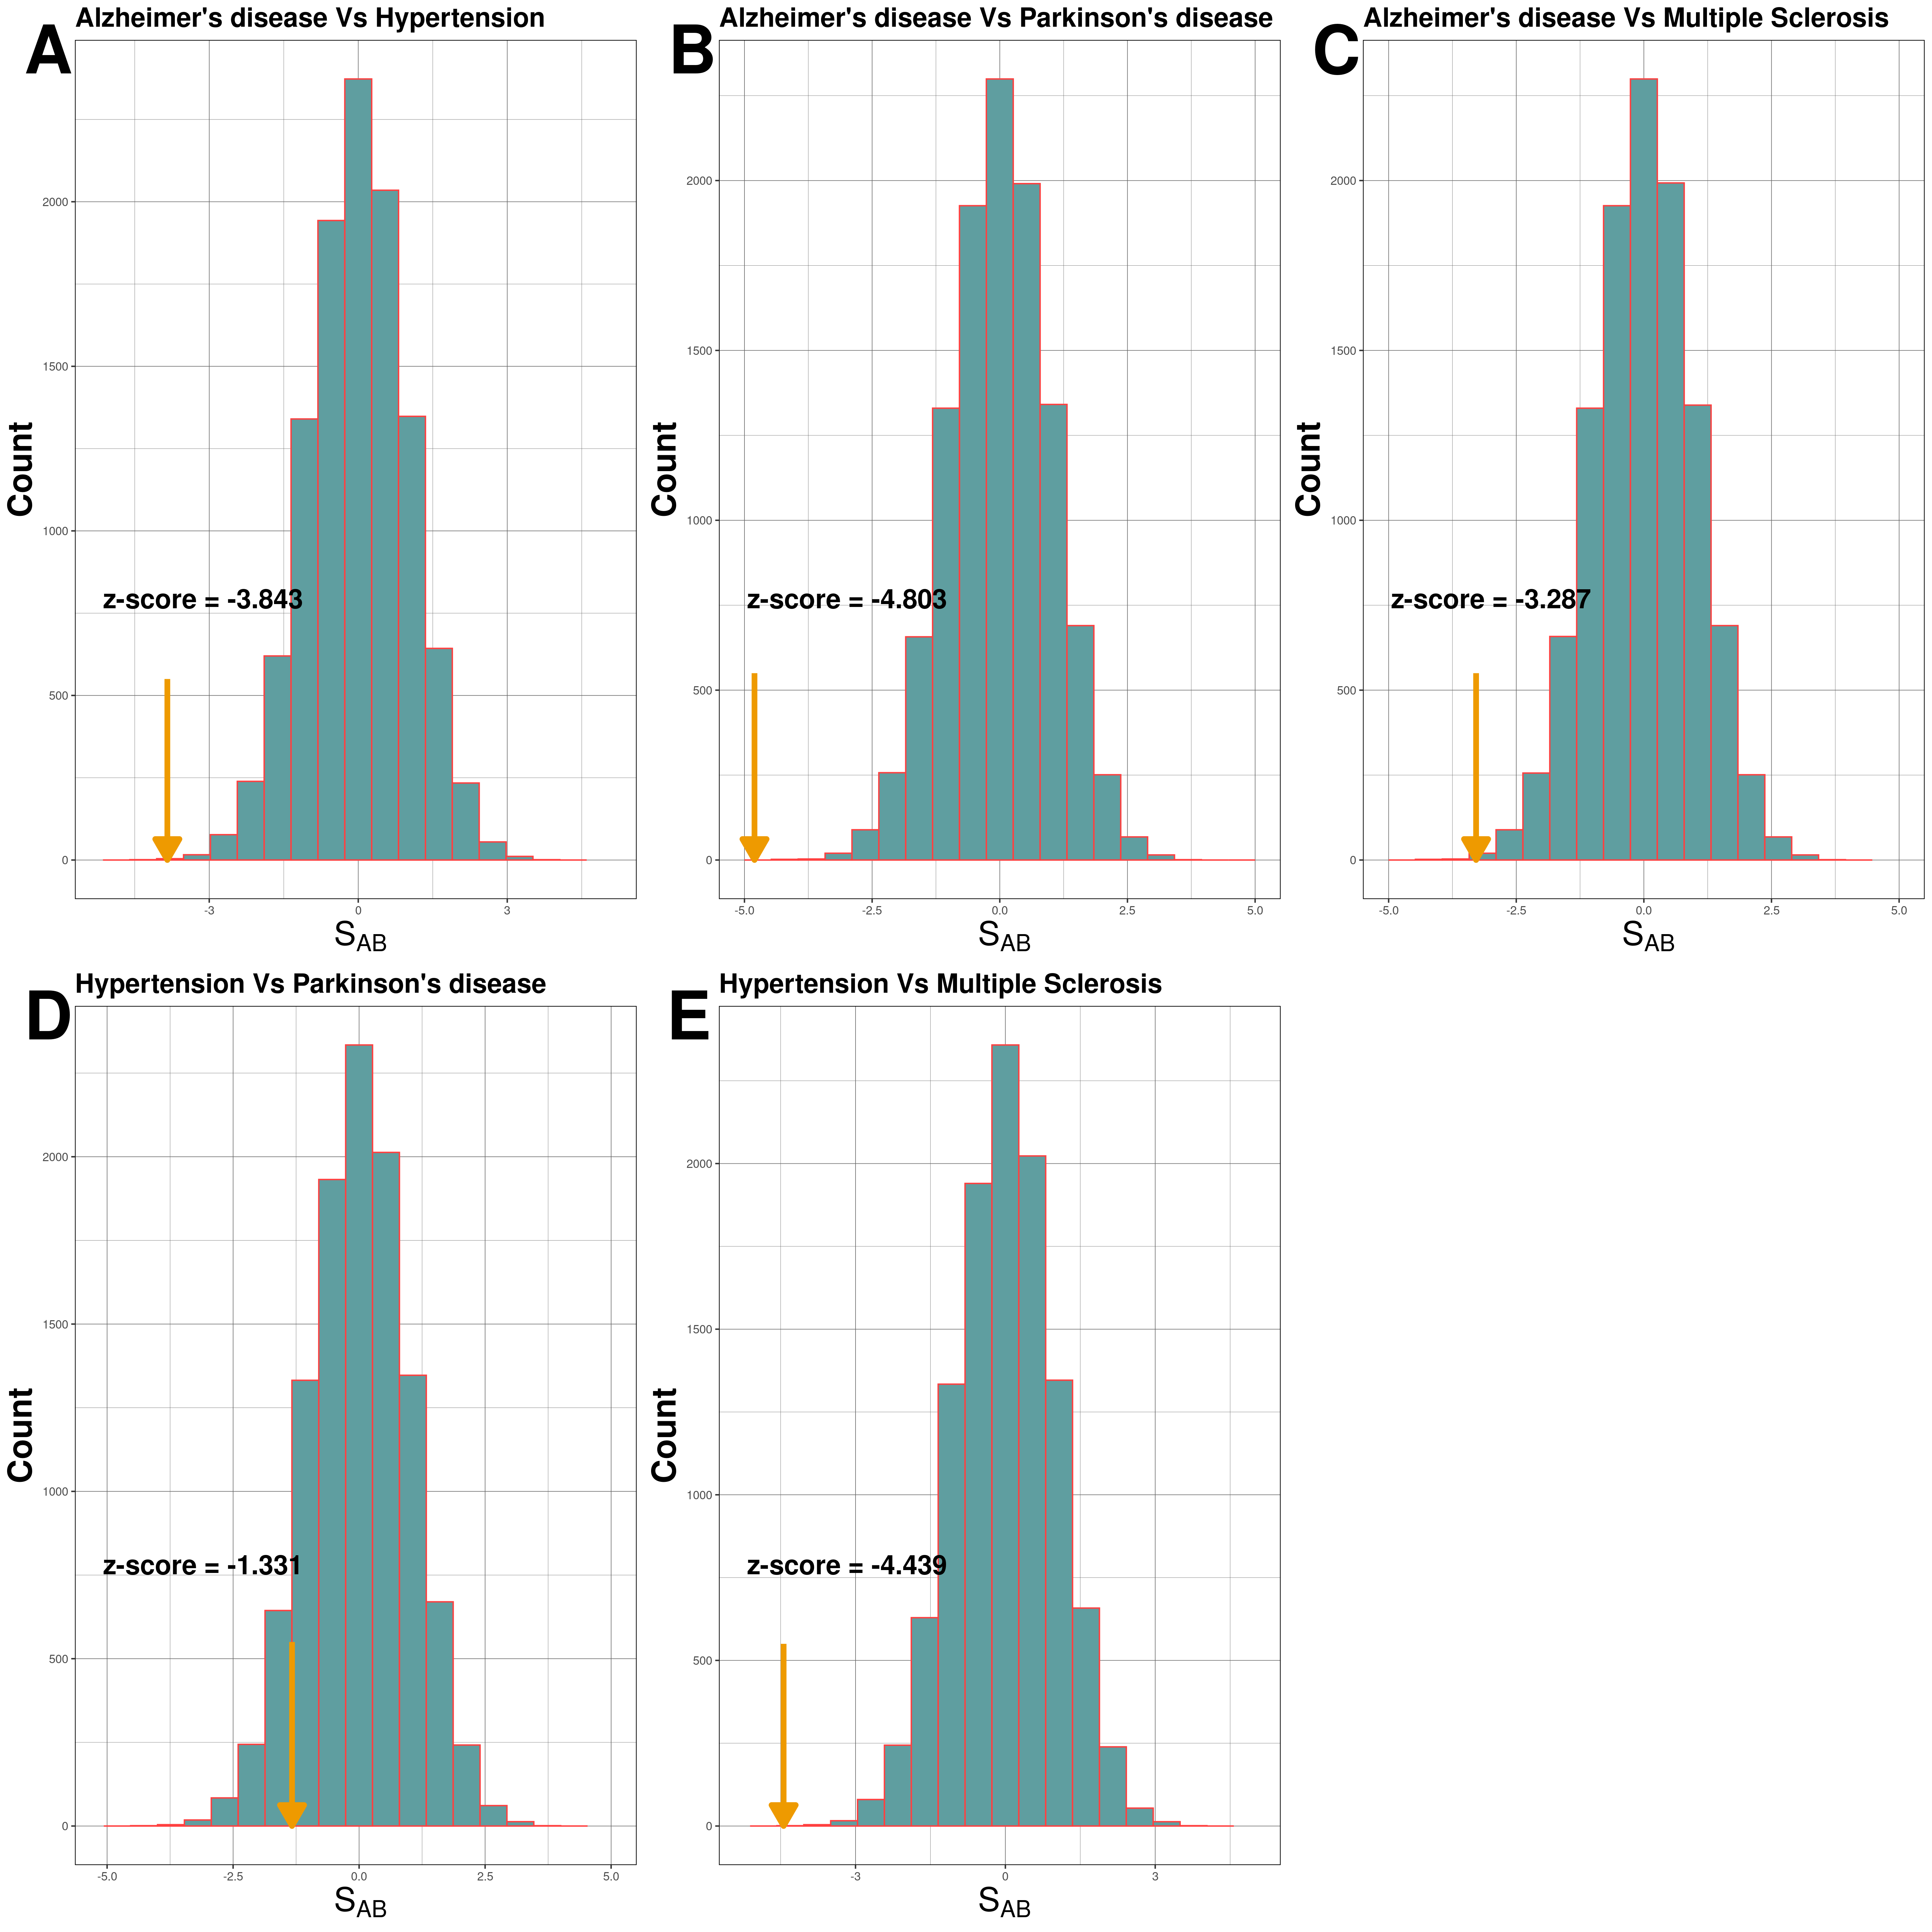 Alzheimer's disease Vs Hypertension
A
2000
1500
1000
500
0
Count
z-score = -3.843
-3
0
3
SAB
Alzheimer's disease Vs Parkinson's disease
B
2000
1500
1000
500
0
Count
z-score = -4.803
-5.0
-2.5
0.0
2.5
5.0
SAB
Alzheimer's disease Vs Multiple Sclerosis
C
2000
1500
1000
500
0
Count
z-score = -3.287
-5.0
-2.5
0.0
2.5
5.0
SAB
Hypertension Vs Parkinson's disease
D
2000
1500
1000
500
0
Count
z-score = -1.331
-5.0
-2.5
0.0
2.5
5.0
SAB
Hypertension Vs Multiple Sclerosis
E
2000
1500
1000
500
0
Count
z-score = -4.439
-3
0
3
SAB